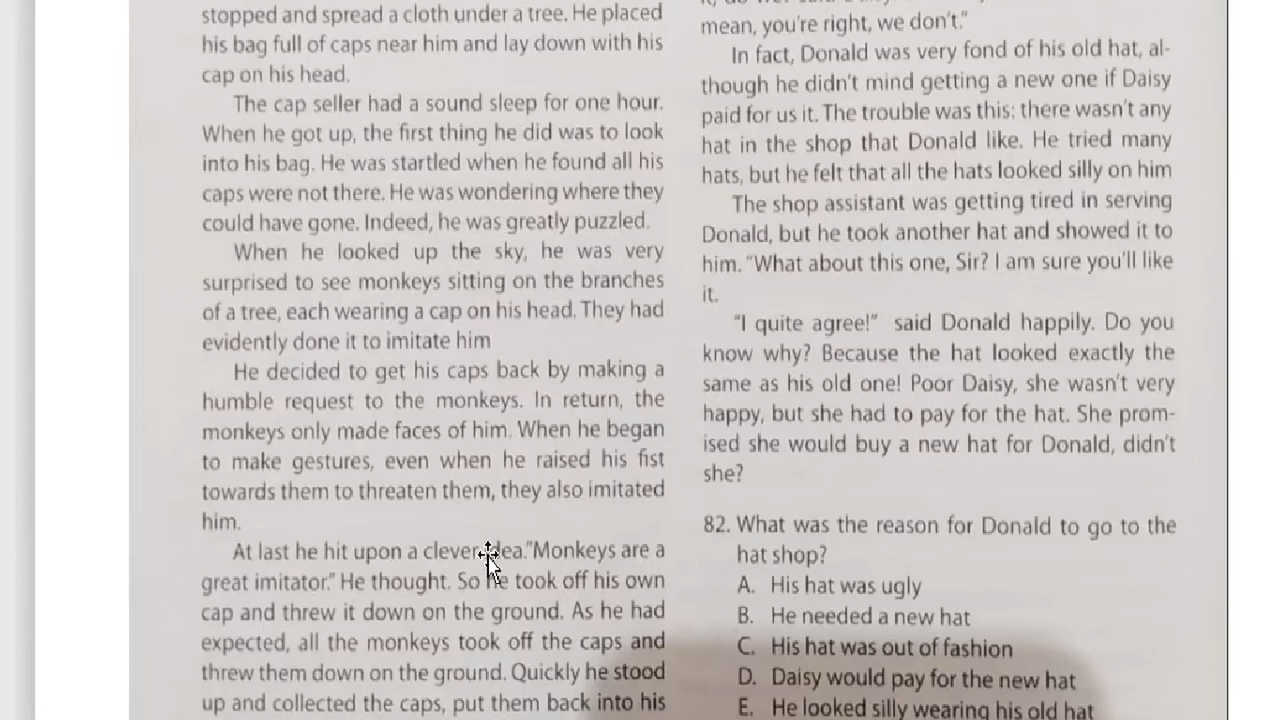 stopped and spread a cloth under a tree. He placed
his bag full of caps near him and lay down with his
cap on his head.
The cap seller had a sound sleep for one hour.
When he got up, the first thing he did was to look
into his bag. He was startled when he found all his
caps were not there. He was wondering where they
could have gone. Indeed, he was greatly puzzled.
When he looked up the sky, he was very
surprised to see monkeys sitting on the branches
of a tree, each wearing a cap on his head. They had
evidently done it to imitate him
He decided to get his caps back by making a
humble request to the monkeys. In return, the
monkeys only made faces of him. When he began
to make gestures, even when he raised his fist
towards them to threaten them, they also imitated
him.
At last he hit upon a clever idea."Monkeys are a
great imitator." He thought. So he took off his own
cap and threw it down on the ground. As he had
expected, all the monkeys took off the caps and
threw them down on the ground. Quickly he stood
up and collected the caps, put them back into his
mean, you're right, we don't."
In fact, Donald was very fond of his old hat, al-
though he didn't mind getting a new one if Daisy
paid for us it. The trouble was this: there wasn't any
hat in the shop that Donald like. He tried many
hats, but he felt that all the hats looked silly on him
The shop assistant was getting tired in serving
Donald, but he took another hat and showed it to
him. "What about this one, Sir? I am sure you'll like
it.
"I quite agree!" said Donald happily. Do you
know why? Because the hat looked exactly the
same as his old one! Poor Daisy, she wasn't very
happy, but she had to pay for the hat. She prom-
ised she would buy a new hat for Donald, didn't
she?
82. What was the reason for Donald to go to the
hat shop?
A. His hat was ugly
B. He needed a new hat
C. His hat was out of fashion
D. Daisy would pay for the new hat
E. He looked silly wearing his old hat